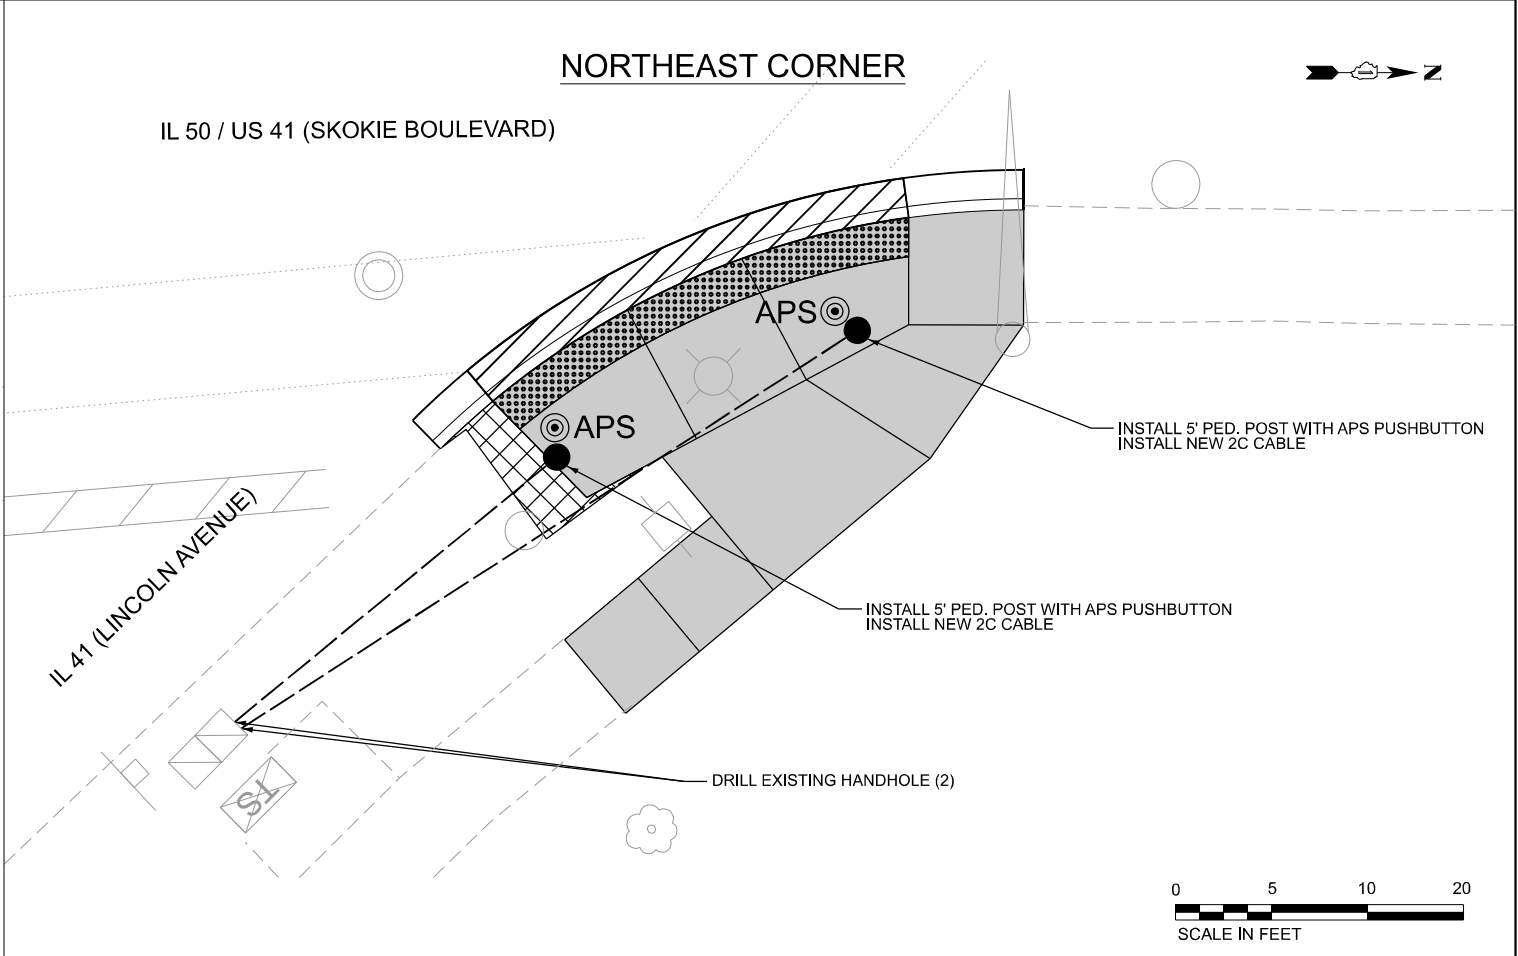 NORTHEAST CORNER
N
IL 50 / US 41 (SKOKIE BOULEVARD)
APS
APS
INSTALL 5' PED. POST WITH APS PUSHBUTTON
INSTALL NEW 2C CABLE
IL 41 (LINCOLN AVENUE)
INSTALL 5' PED. POST WITH APS PUSHBUTTON
INSTALL NEW 2C CABLE
DRILL EXISTING HANDHOLE (2)
ST
0 5 10 20
SCALE IN FEET